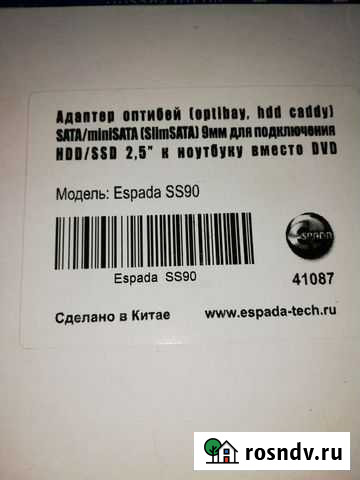 Адаптер оптибей (optibay, hdd caddy)
SATA/miniSATA (SlimSATA) 9мм для подключения
HDD/SSD 2,5" к ноутбуку вместо DVD
Модель: Espada SS90
ESPADA
Espada SS90
41087
Сделано в Китае
www.espada-tech.ru
rosndv.ru